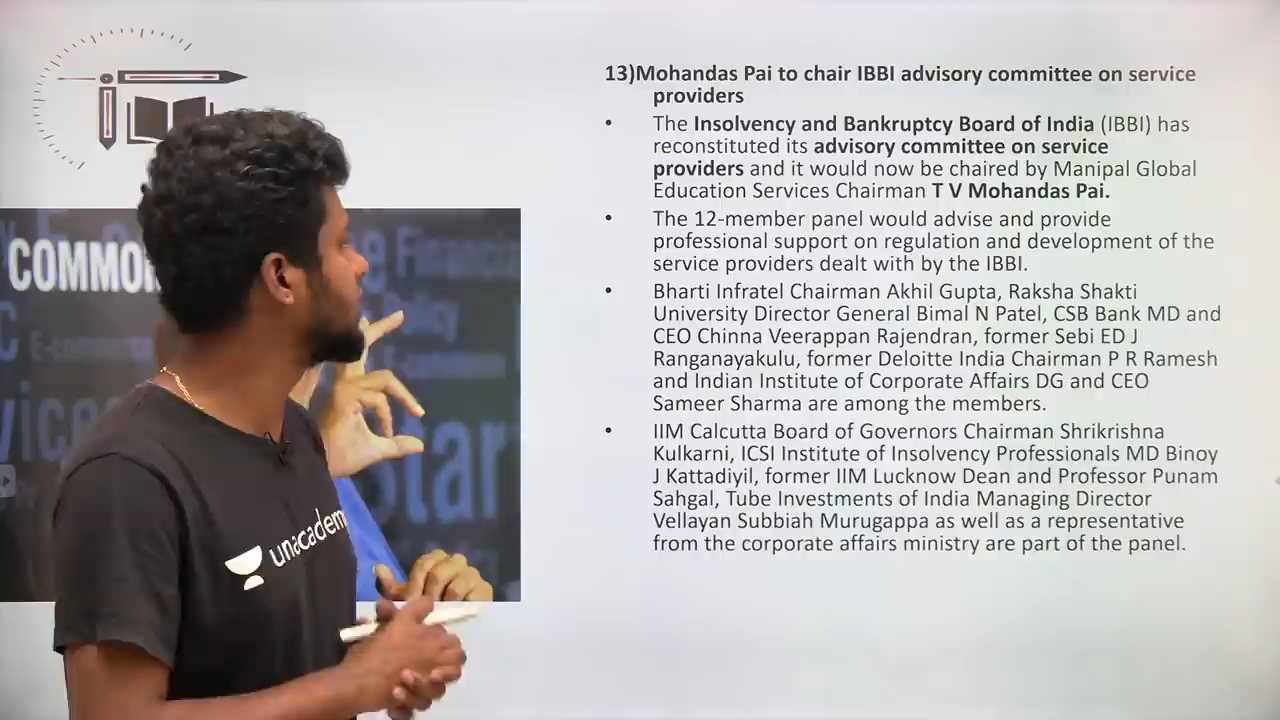 13)Mohandas Pai to chair IBBI advisory committee on service
providers
• The Insolvency and Bankruptcy Board of India (IBBI) has
reconstituted its advisory committee on service
providers and it would now be chaired by Manipal Global
Education Services Chairman T V Mohandas Pai.
• The 12-member panel would advise and provide
professional support on regulation and development of the
service providers dealt with by the IBBI.
• Bharti Infratel Chairman Akhil Gupta, Raksha Shakti
University Director General Bimal N Patel, CSB Bank MD and
CEO Chinna Veerappan Rajendran, former Sebi ED J
Ranganayakulu, former Deloitte India Chairman P R Ramesh
and Indian Institute of Corporate Affairs DG and CEO
Sameer Sharma are among the members.
• IIM Calcutta Board of Governors Chairman Shrikrishna
Kulkarni, ICSI Institute of Insolvency Professionals MD Binoy
J Kattadiyil, former IIM Lucknow Dean and Professor Punam
Sahgal, Tube Investments of India Managing Director
Vellayan Subbiah Murugappa as well as a representative
from the corporate affairs ministry are part of the panel.
Financin
COMMO
Policy
E-commerc
E-commer
vices
Star
unacadem